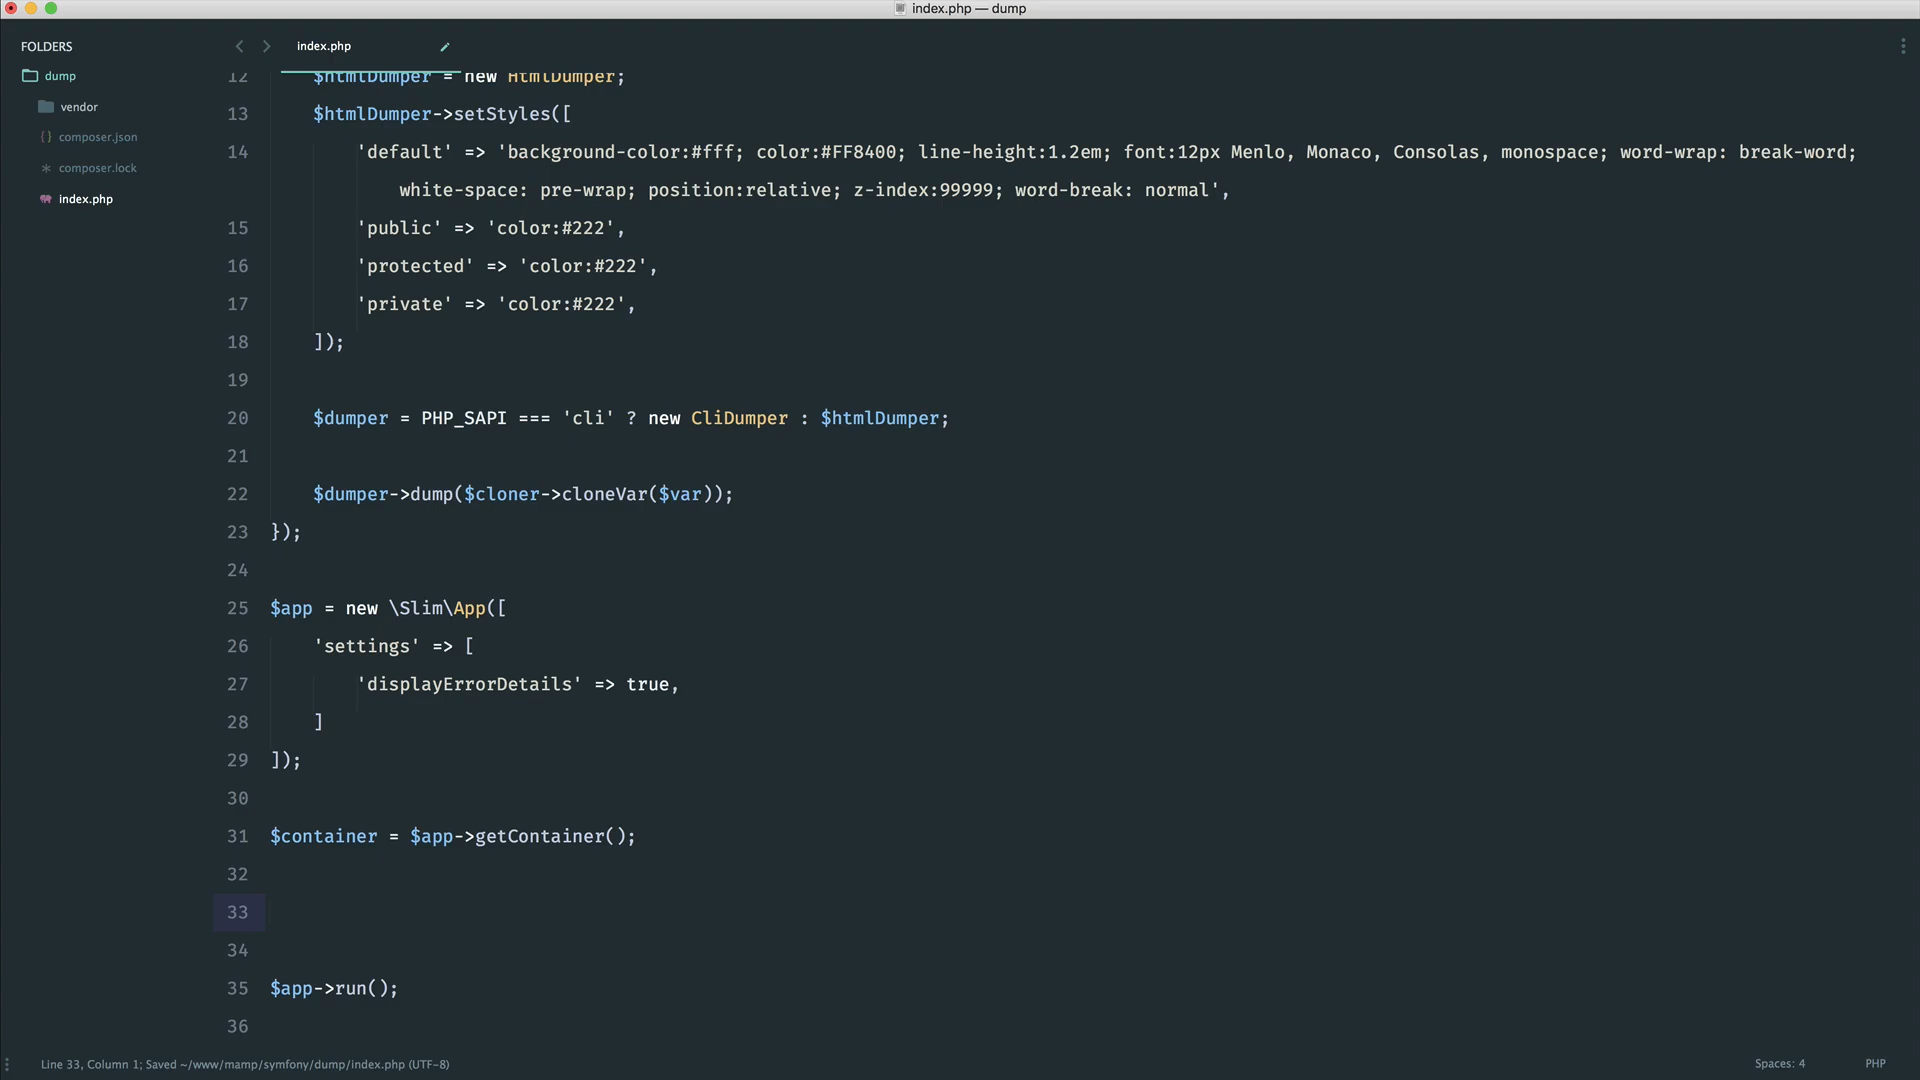 index.php — dump
FOLDERS
dump
vendor
{} composer.json
* composer.lock
index.php
index.php
12 $htmlDumper = new HtmlDumper;
13 $htmlDumper->setStyles([
14 'default' => 'background-color:#fff; color:#FF8400; line-height:1.2em; font:12px Menlo, Monaco, Consolas, monospace; word-wrap: break-word;
white-space: pre-wrap; position:relative; z-index:99999; word-break: normal',
15 'public' => 'color:#222',
16 'protected' => 'color:#222',
17 'private' => 'color:#222',
18 ]);
19
20 $dumper = PHP_SAPI === 'cli' ? new CliDumper : $htmlDumper;
21
22 $dumper->dump($cloner->cloneVar($var));
23 });
24
25 $app = new \Slim\App([
26 'settings' => [
27 'displayErrorDetails' => true,
28 ]
29 ]);
30
31 $container = $app->getContainer();
32
33
34
35 $app->run();
36
Line 33, Column 1; Saved ~/www/mamp/symfony/dump/index.php (UTF-8)
Spaces: 4
PHP